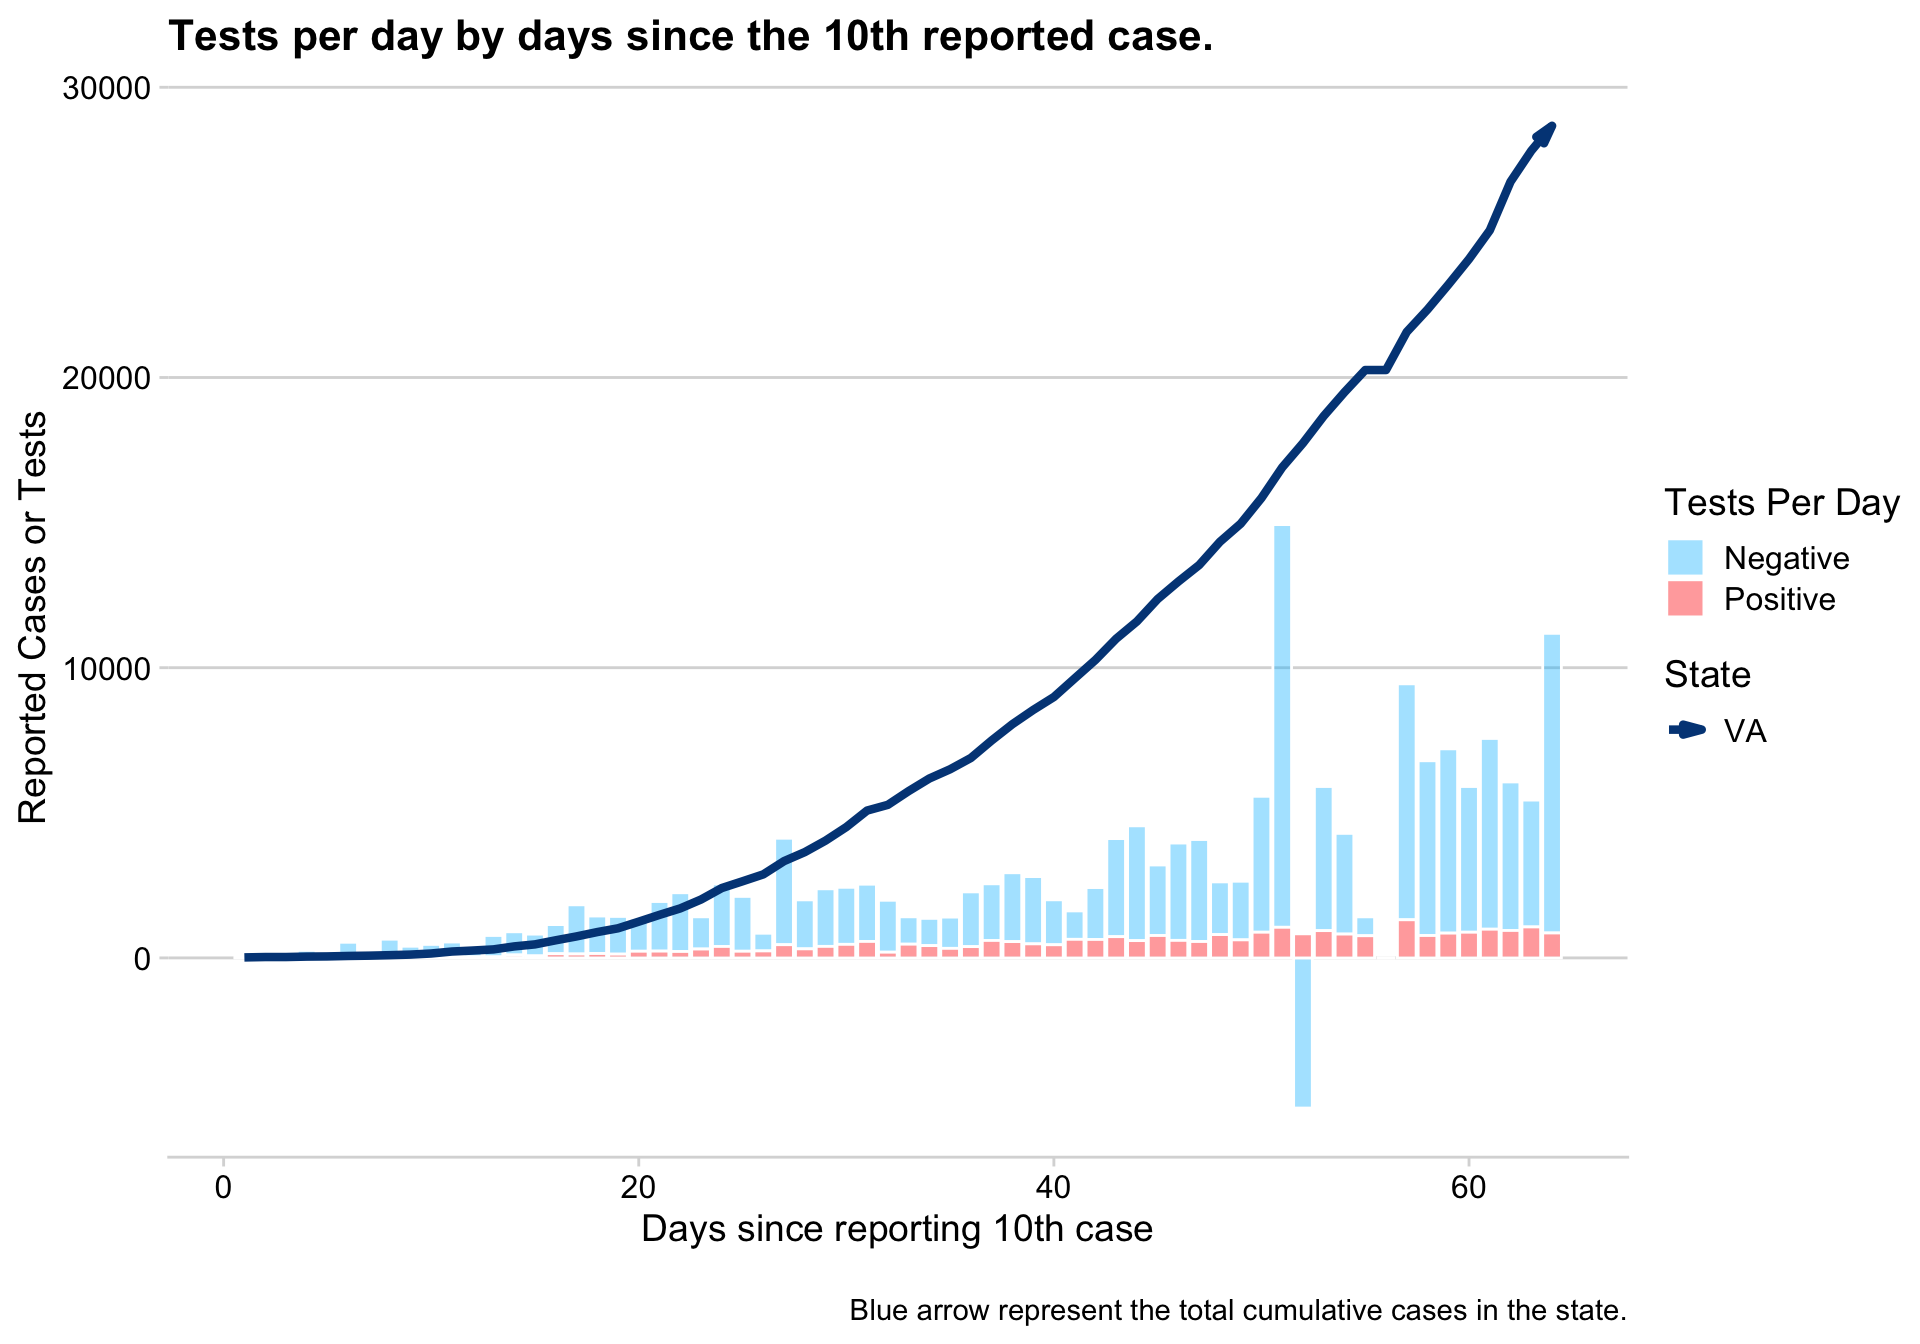 Tests per day by days since the 10th reported case.
30000
20000
10000
0
Reported Cases or Tests
0 20 40 60
Days since reporting 10th case
Tests Per Day
Negative
Positive
State
VA
Blue arrow represent the total cumulative cases in the state.